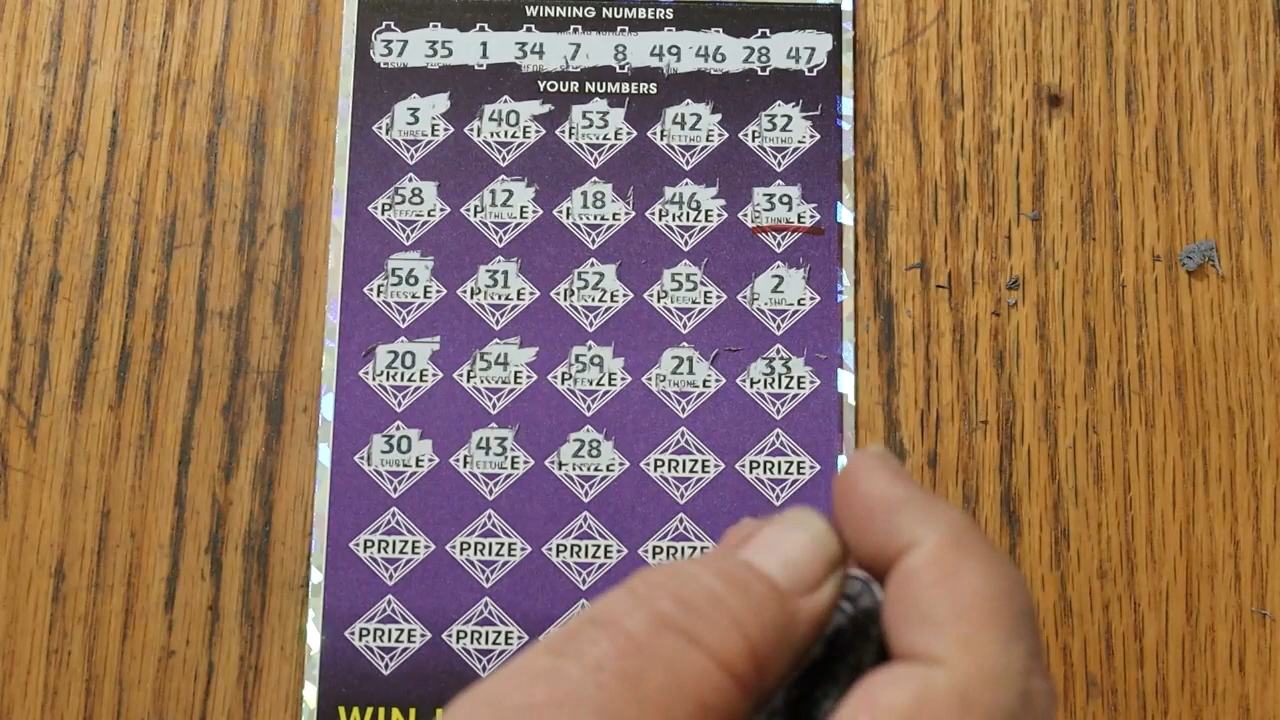 WINNING NUMBERS
37 35 1 34 7 8 49 46 28 47
YOUR NUMBERS
3 40 53 42 32
58 12 18 46 39
PRIZE
56 31 52 55 2
20 54 59 21 33
PRIZE PRIZE
30 43 28 PRIZE PRIZE
PRIZE PRIZE PRIZE PRIZE
PRIZE PRIZE
WIN